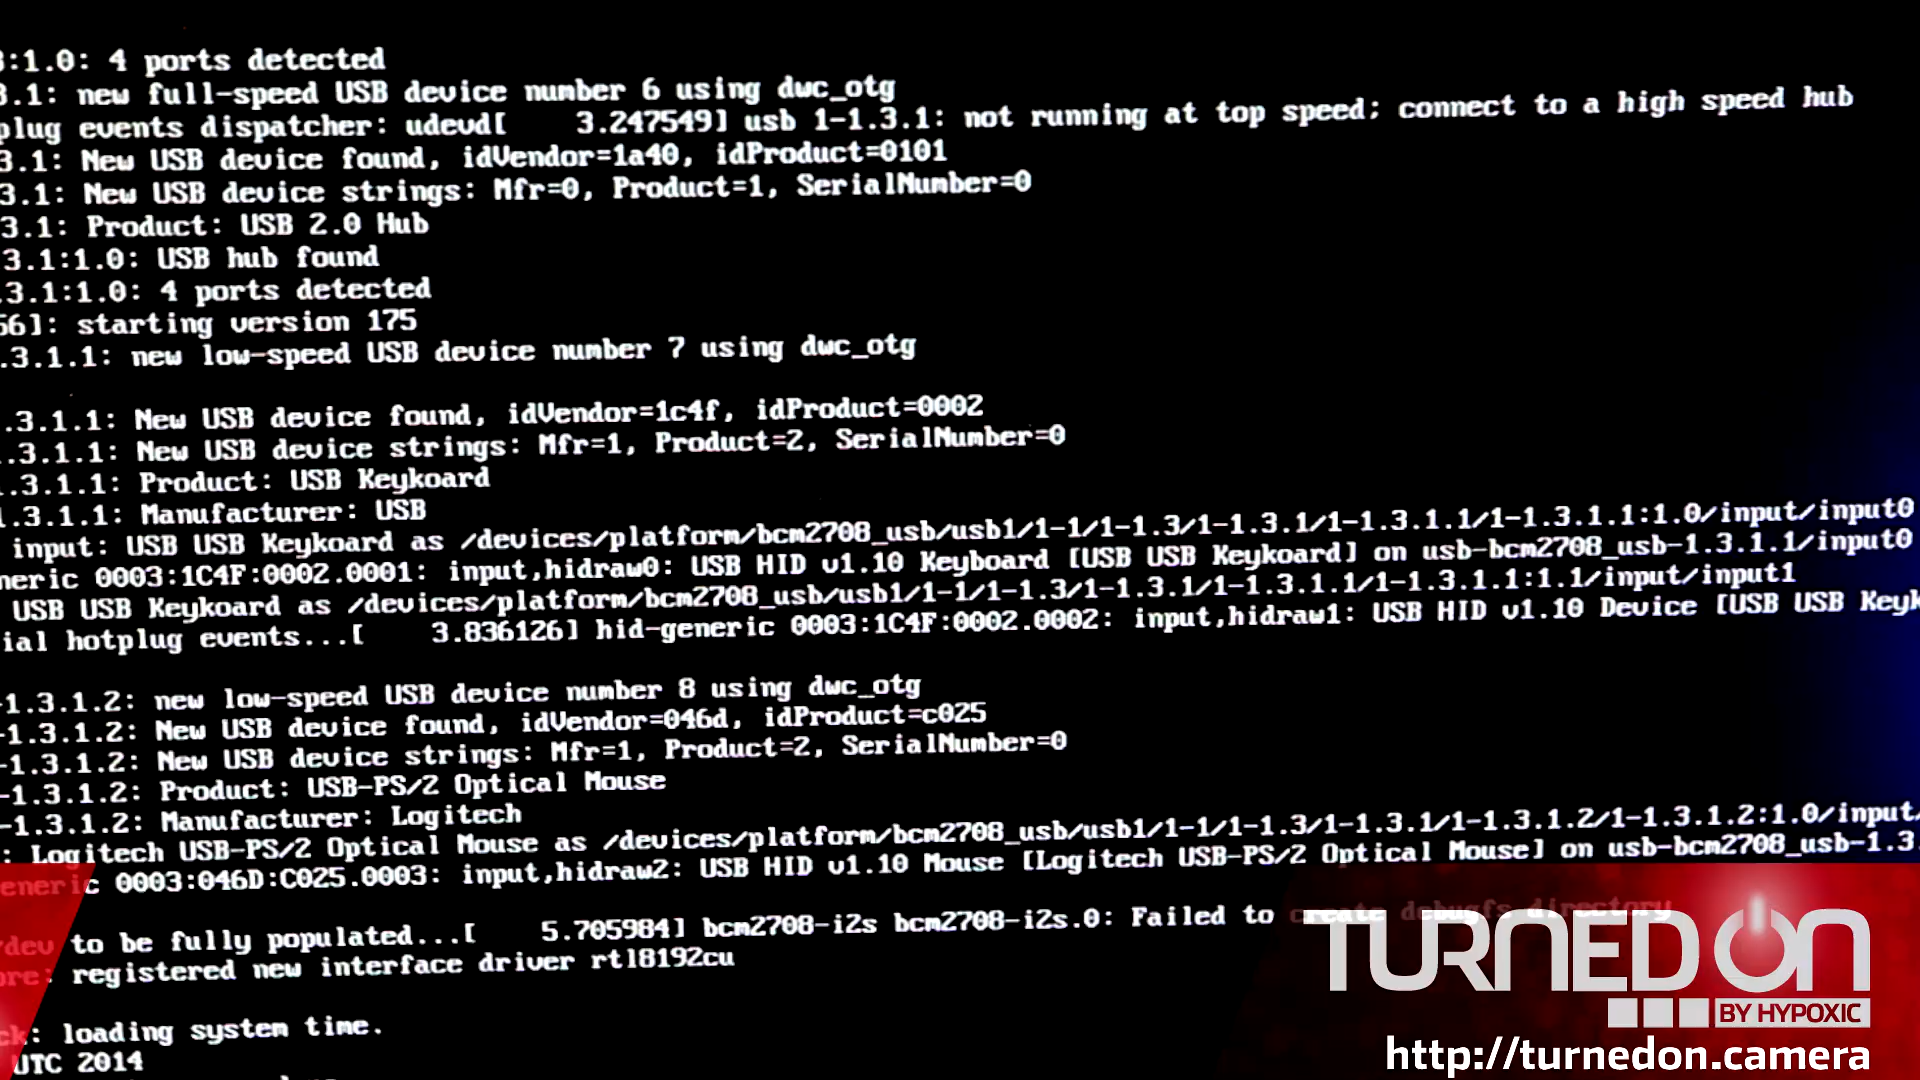 3:1.0: 4 ports detected
3.1: new full-speed USB device number 6 using dwc_otg
plug events dispatcher: udevd[    3.247549] usb 1-1.3.1: not running at top speed; connect to a high speed hub
3.1: New USB device found, idVendor=1a40, idProduct=0101
3.1: New USB device strings: Mfr=0, Product=1, SerialNumber=0
3.1: Product: USB 2.0 Hub
3.1:1.0: USB hub found
.3.1:1.0: 4 ports detected
56]: starting version 175
.3.1.1: new low-speed USB device number 7 using dwc_otg
.3.1.1: New USB device found, idVendor=1c4f, idProduct=0002
.3.1.1: New USB device strings: Mfr=1, Product=2, SerialNumber=0
.3.1.1: Product: USB Keykoard
1.3.1.1: Manufacturer: USB
input: USB USB Keykoard as /devices/platform/bcm2708_usb/usb1/1-1/1-1.3/1-1.3.1/1-1.3.1.1/1-1.3.1.1:1.0/input/input0
neric 0003:1C4F:0002.0001: input,hidraw0: USB HID v1.10 Keyboard [USB USB Keykoard] on usb-bcm2708_usb-1.3.1.1/input0
USB USB Keykoard as /devices/platform/bcm2708_usb/usb1/1-1/1-1.3/1-1.3.1/1-1.3.1.1/1-1.3.1.1:1.1/input/input1
ial hotplug events...[    3.836126] hid-generic 0003:1C4F:0002.0002: input,hidraw1: USB HID v1.10 Device [USB USB Keyk
-1.3.1.2: new low-speed USB device number 8 using dwc_otg
-1.3.1.2: New USB device found, idVendor=046d, idProduct=c025
-1.3.1.2: New USB device strings: Mfr=1, Product=2, SerialNumber=0
-1.3.1.2: Product: USB-PS/2 Optical Mouse
-1.3.1.2: Manufacturer: Logitech
: Logitech USB-PS/2 Optical Mouse as /devices/platform/bcm2708_usb/usb1/1-1/1-1.3/1-1.3.1/1-1.3.1.2/1-1.3.1.2:1.0/input/
eneric 0003:046D:C025.0003: input,hidraw2: USB HID v1.10 Mouse [Logitech USB-PS/2 Optical Mouse] on usb-bcm2708_usb-1.3
/dev to be fully populated...[    5.705984] bcm2708-i2s bcm2708-i2s.0: Failed to create debugfs directory
ore: registered new interface driver rtl8192cu
ck: loading system time.
UTC 2014
TURNED ON
BY HYPOXIC
http://turnedon.camera